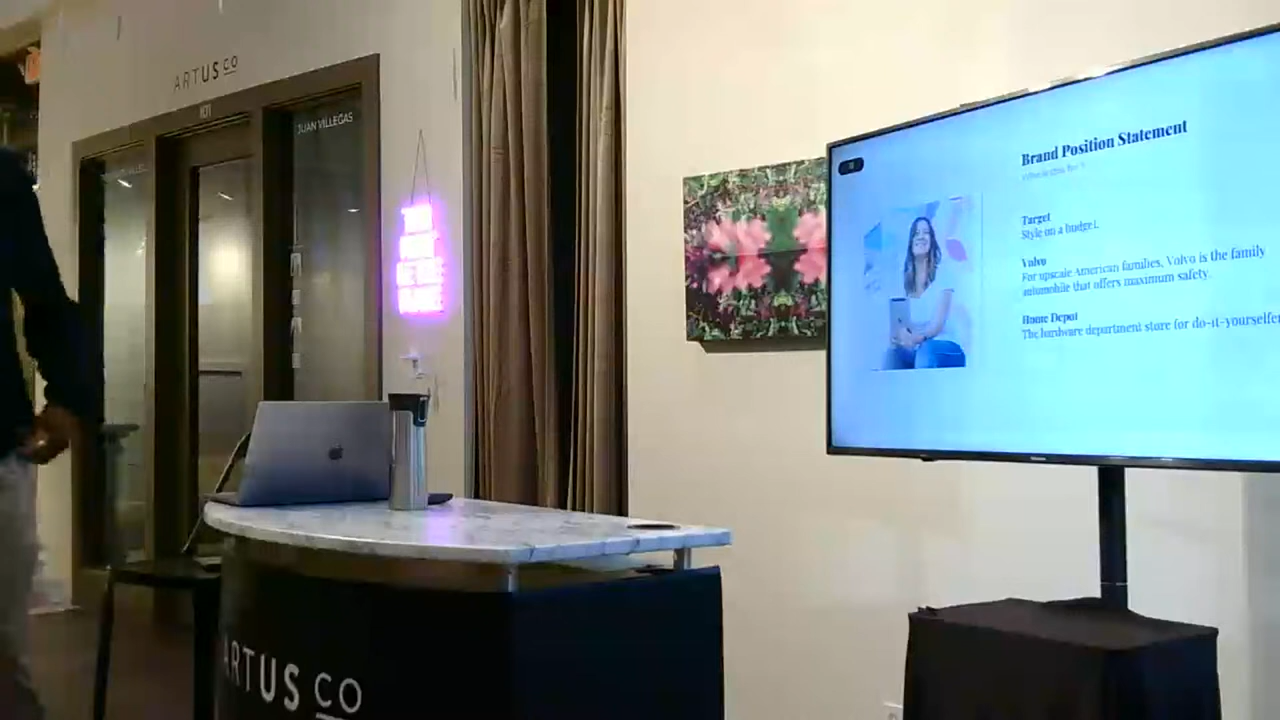 ARTUS CO
101
JUAN VILLEGAS
Brand Position Statement
Target
Style on a budget.
Volvo
For upscale American families, Volvo is the family
automobile that offers maximum safety.
Home Depot
The hardware department store for do-it-yourselfer
ARTUS CO